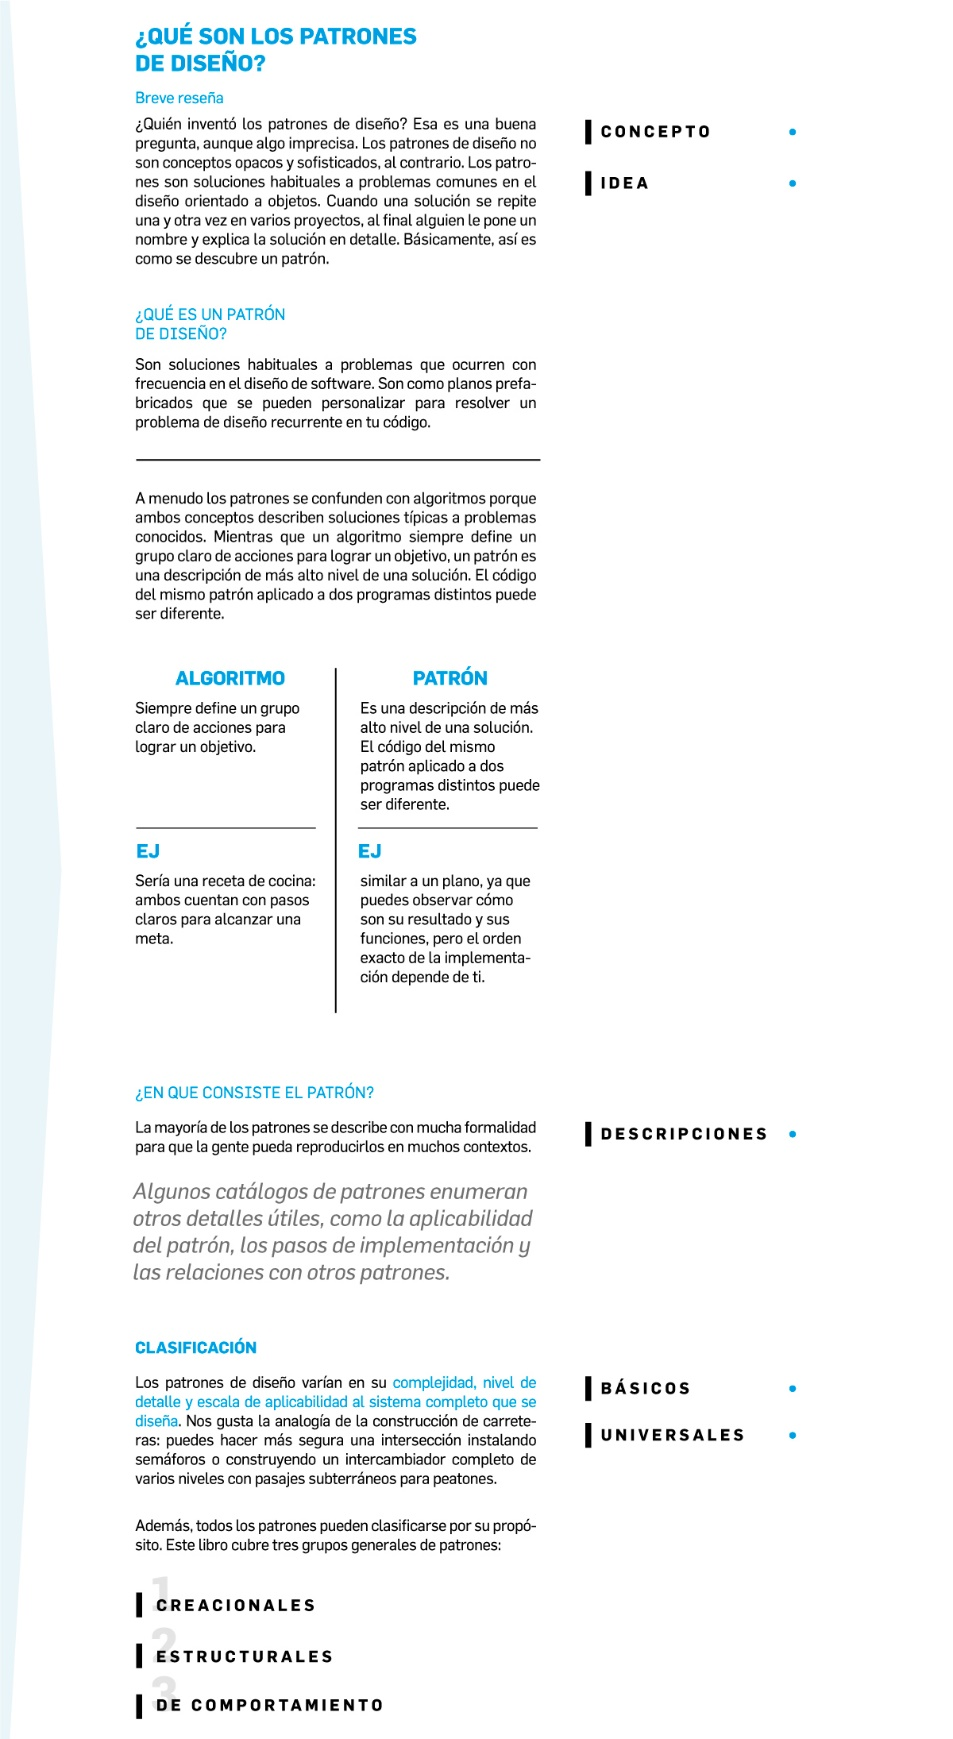 ¿QUÉ SON LOS PATRONES
DE DISEÑO?
Breve reseña
¿Quién inventó los patrones de diseño? Esa es una buena
pregunta, aunque algo imprecisa. Los patrones de diseño no
son conceptos opacos y sofisticados, al contrario. Los patro-
nes son soluciones habituales a problemas comunes en el
diseño orientado a objetos. Cuando una solución se repite
una y otra vez en varios proyectos, al final alguien le pone un
nombre y explica la solución en detalle. Básicamente, así es
como se descubre un patrón.
CONCEPTO
IDEA
¿QUÉ ES UN PATRÓN
DE DISEÑO?
Son soluciones habituales a problemas que ocurren con
frecuencia en el diseño de software. Son como planos prefa-
bricados que se pueden personalizar para resolver un
problema de diseño recurrente en tu código.
A menudo los patrones se confunden con algoritmos porque
ambos conceptos describen soluciones típicas a problemas
conocidos. Mientras que un algoritmo siempre define un
grupo claro de acciones para lograr un objetivo, un patrón es
una descripción de más alto nivel de una solución. El código
del mismo patrón aplicado a dos programas distintos puede
ser diferente.
ALGORITMO
Siempre define un grupo
claro de acciones para
lograr un objetivo.
EJ
Sería una receta de cocina:
ambos cuentan con pasos
claros para alcanzar una
meta.
PATRÓN
Es una descripción de más
alto nivel de una solución.
El código del mismo
patrón aplicado a dos
programas distintos puede
ser diferente.
EJ
similar a un plano, ya que
puedes observar cómo
son su resultado y sus
funciones, pero el orden
exacto de la implementa-
ción depende de ti.
¿EN QUE CONSISTE EL PATRÓN?
La mayoría de los patrones se describe con mucha formalidad
para que la gente pueda reproducirlos en muchos contextos.
DESCRIPCIONES
Algunos catálogos de patrones enumeran
otros detalles útiles, como la aplicabilidad
del patrón, los pasos de implementación y
las relaciones con otros patrones.
CLASIFICACIÓN
Los patrones de diseño varían en su complejidad, nivel de
detalle y escala de aplicabilidad al sistema completo que se
diseña. Nos gusta la analogía de la construcción de carrete-
ras: puedes hacer más segura una intersección instalando
semáforos o construyendo un intercambiador completo de
varios niveles con pasajes subterráneos para peatones.
BÁSICOS
UNIVERSALES
Además, todos los patrones pueden clasificarse por su propó-
sito. Este libro cubre tres grupos generales de patrones:
1
CREACIONALES
2
ESTRUCTURALES
3
DE COMPORTAMIENTO